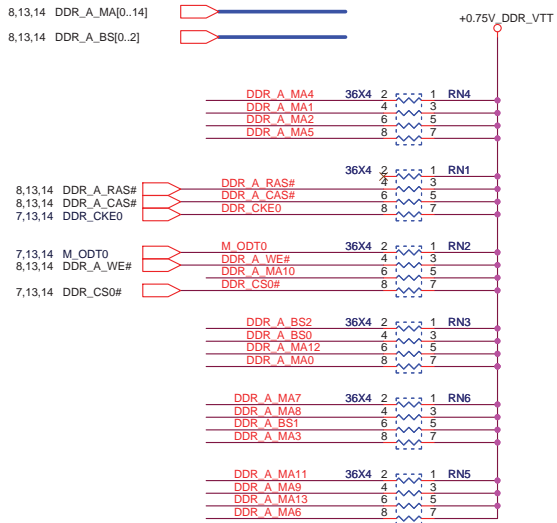 8,13,14 DDR_A_MA[0..14]
+0.75V_DDR_VTT
8,13,14 DDR_A_BS[0..2]
DDR_A_MA4 36X4 2 1 RN4
DDR_A_MA1 4 3
DDR_A_MA2 6 5
DDR_A_MA5 8 7
36X4 2 1 RN1
8,13,14 DDR_A_RAS# DDR_A_RAS# 4 3
8,13,14 DDR_A_CAS# DDR_A_CAS# 6 5
7,13,14 DDR_CKE0 DDR_CKE0 8 7
7,13,14 M_ODT0 M_ODT0 36X4 2 1 RN2
8,13,14 DDR_A_WE# DDR_A_WE# 4 3
DDR_A_MA10 6 5
7,13,14 DDR_CS0# DDR_CS0# 8 7
DDR_A_BS2 36X4 2 1 RN3
DDR_A_BS0 4 3
DDR_A_MA12 6 5
DDR_A_MA0 8 7
DDR_A_MA7 36X4 2 1 RN6
DDR_A_MA8 4 3
DDR_A_BS1 6 5
DDR_A_MA3 8 7
DDR_A_MA11 36X4 2 1 RN5
DDR_A_MA9 4 3
DDR_A_MA13 6 5
DDR_A_MA6 8 7